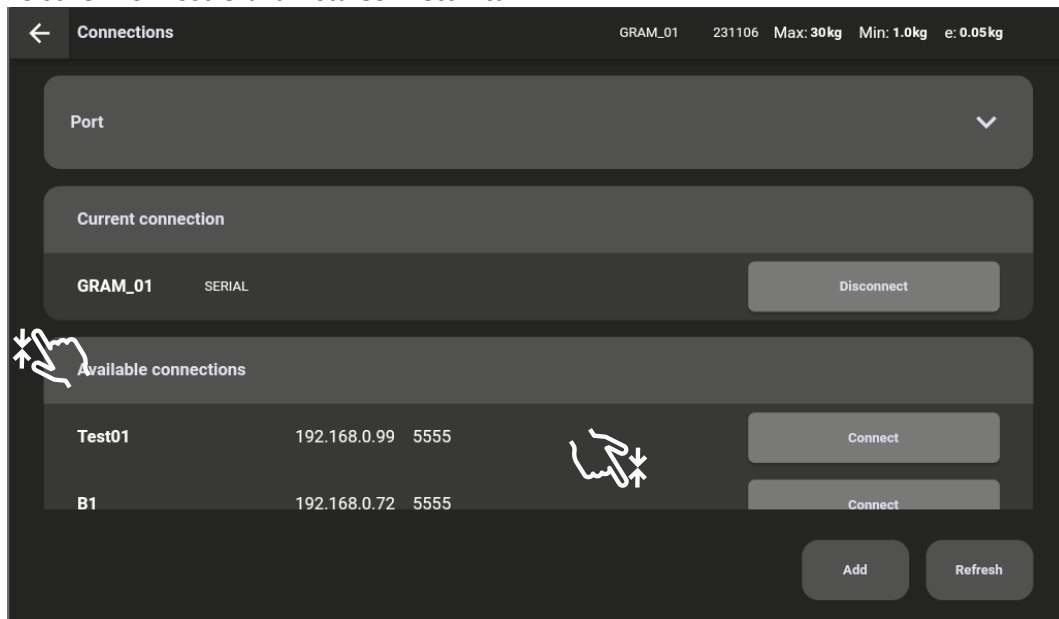 Connections GRAM_01 231106 Max: 30kg Min: 1.0kg e: 0.05kg
Port
Current connection
GRAM_01 SERIAL Disconnect
Available connections
Test01 192.168.0.99 5555 Connect
B1 192.168.0.72 5555 Connect
Add Refresh